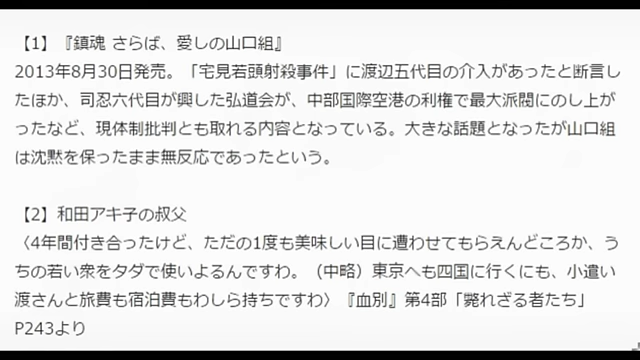 【1】『鎮魂 さらば、愛しの山口組』
2013年8月30日発売。「宅見若頭射殺事件」に渡辺五代目の介入があったと断言し
たほか、司忍六代目が興した弘道会が、中部国際空港の利権で最大派閥にのし上が
ったなど、現体制批判とも取れる内容となっている。大きな話題となったが山口組
は沈黙を保ったまま無反応であったという。
【2】和田アキ子の叔父
〈4年間付き合ったけど、ただの1度も美味しい目に遭わせてもらえんどころか、う
ちの若い衆をタダで使いよるんですわ。（中略）東京へも四国に行くにも、小遣い
渡さんと旅費も宿泊費もわしら持ちですわ〉『血別』第4部「斃れざる者たち」
P243より